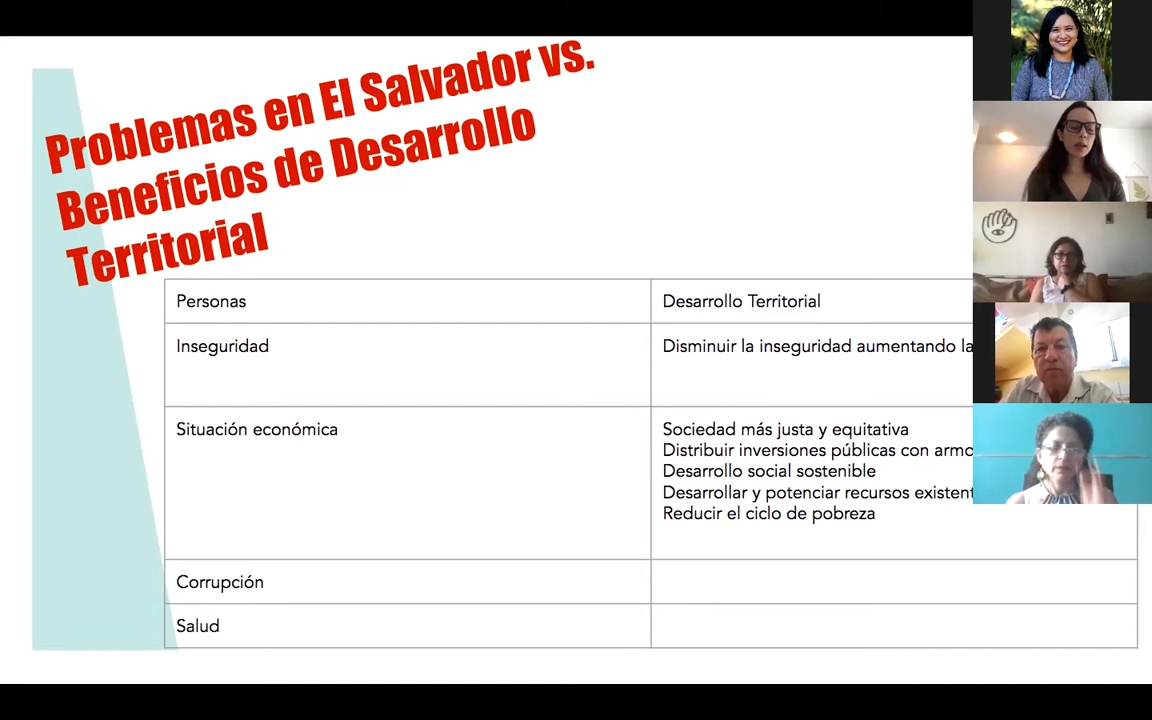 Problemas en El Salvador vs.
Beneficios de Desarrollo
Territorial
Personas
Desarrollo Territorial
Inseguridad
Disminuir la inseguridad aumentando la
Situación económica
Sociedad más justa y equitativa
Distribuir inversiones públicas con
Desarrollo social sostenible
Desarrollar y potenciar recursos
Reducir el ciclo de pobreza
Corrupción
Salud